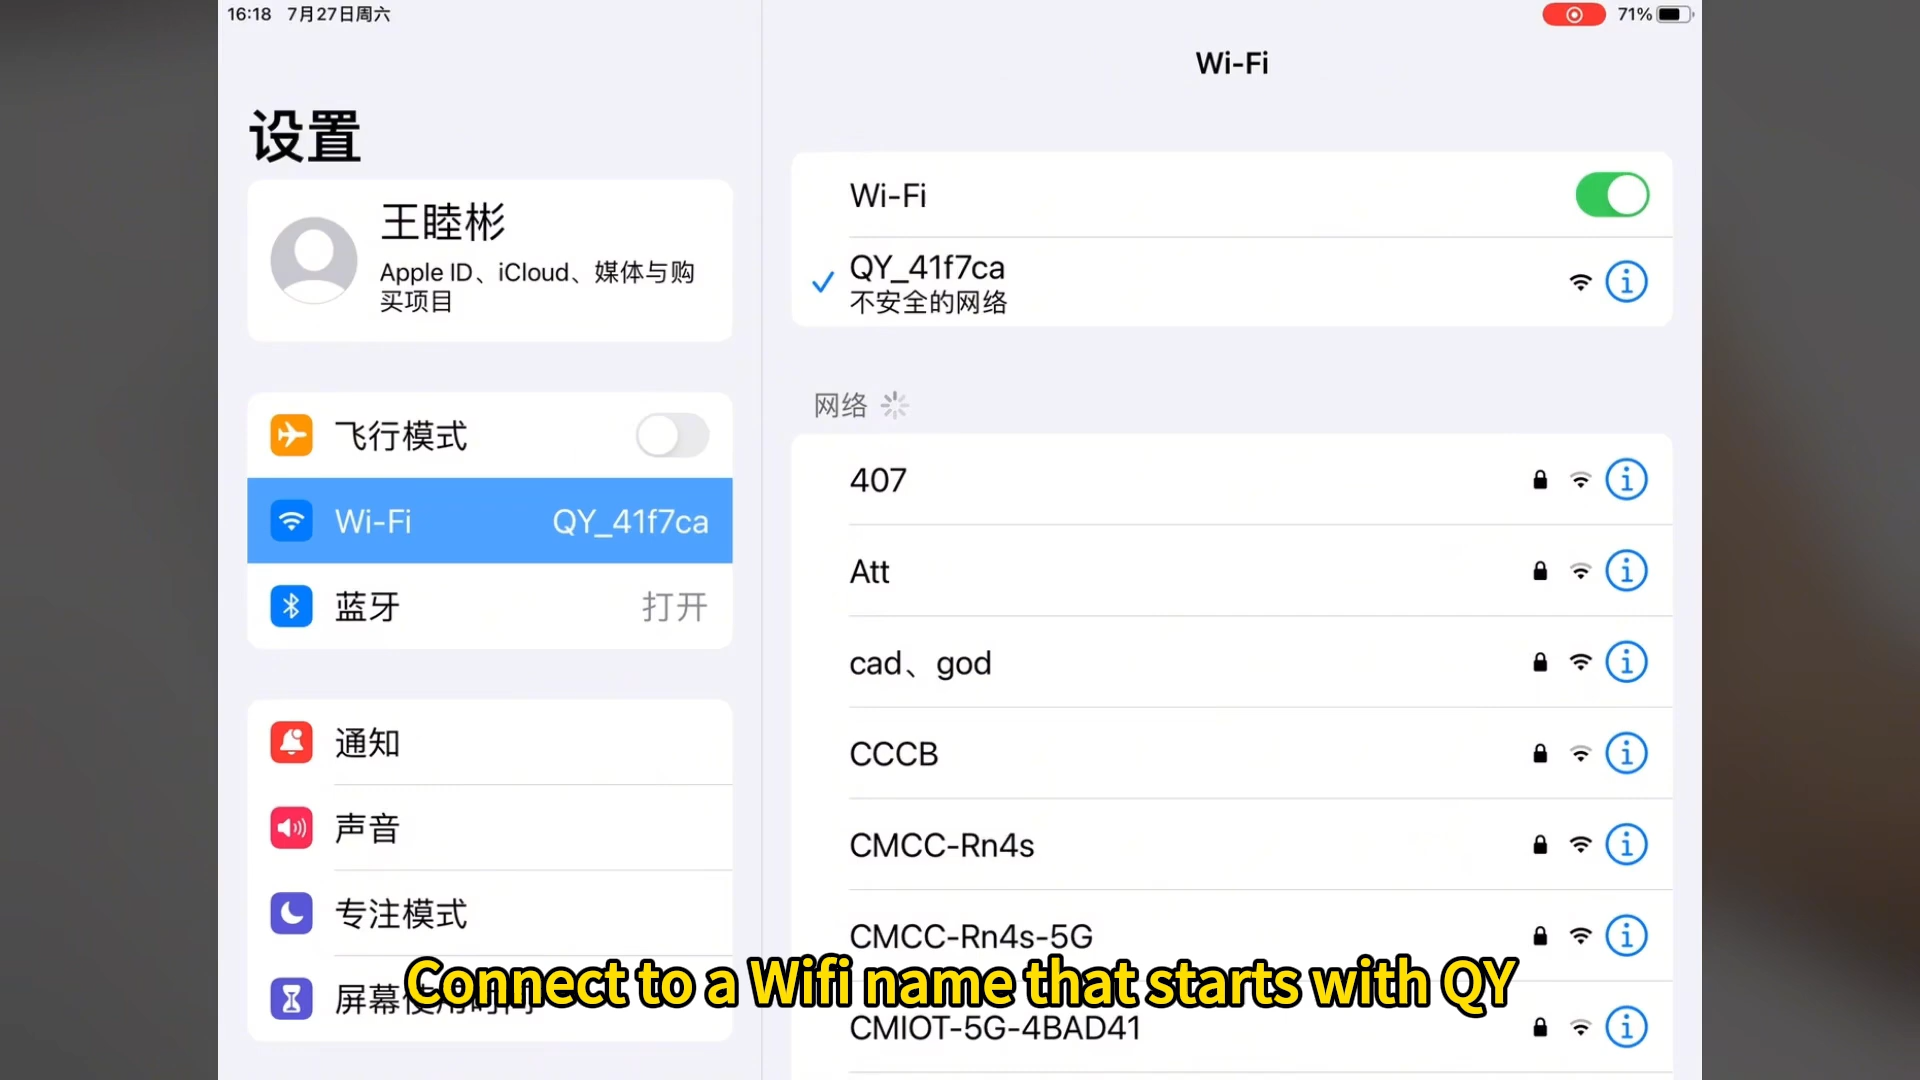 16:18 7月27日周六
71%
设置
王睦彬
Apple ID、iCloud、媒体与购
买项目
飞行模式
Wi-Fi QY_41f7ca
蓝牙 打开
通知
声音
专注模式
屏幕使用时间
Wi-Fi
Wi-Fi
QY_41f7ca
不安全的网络
网络
407
Att
cad、god
CCCB
CMCC-Rn4s
CMCC-Rn4s-5G
CMIOT-5G-4BAD41
Connect to a Wifi name that starts with QY